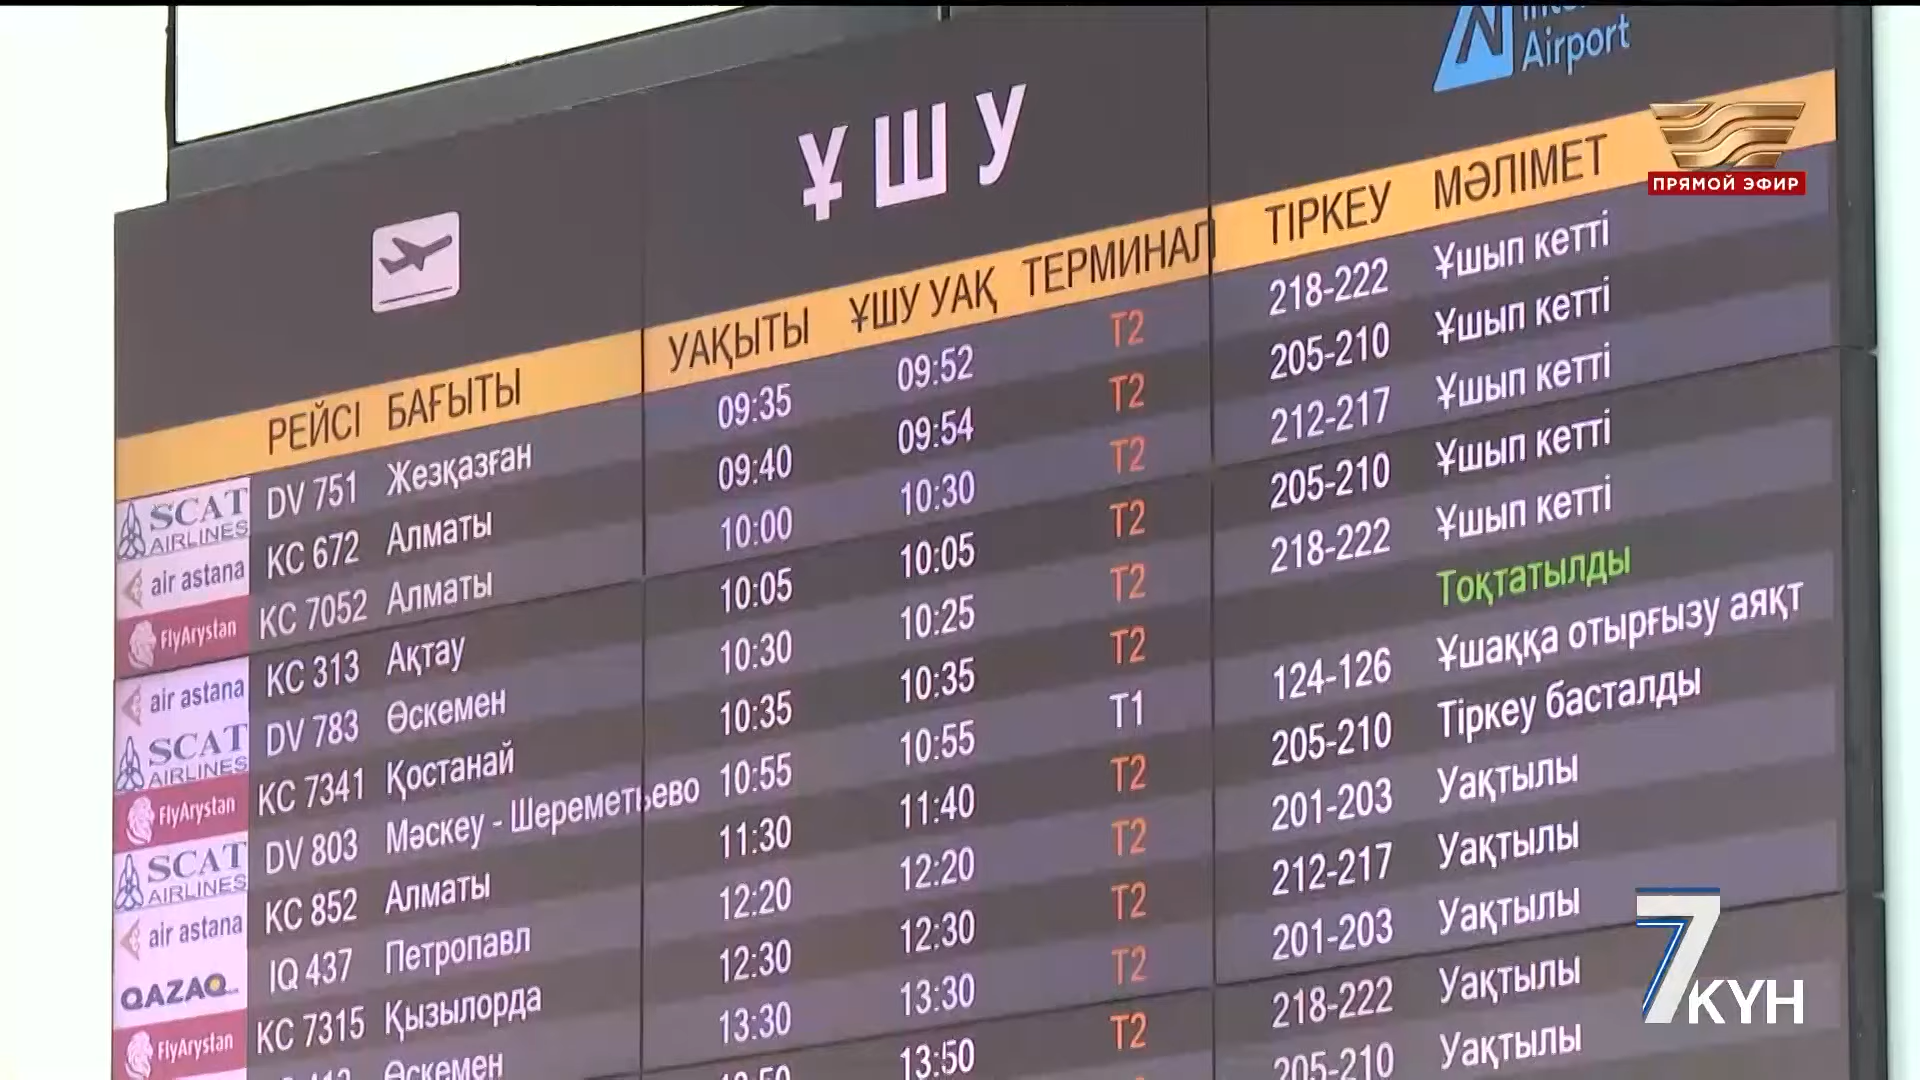 Airport
ҰШУ
ПРЯМОЙ ЭФИР
РЕЙСІ БАҒЫТЫ УАҚЫТЫ ҰШУ УАҚ ТЕРМИНАЛ ТІРКЕУ МӘЛІМЕТ
SCAT AIRLINES DV 751 Жезқазған 09:35 09:52 T2 218-222 Ұшып кетті
air astana KC 672 Алматы 09:40 09:54 T2 205-210 Ұшып кетті
FlyArystan KC 7052 Алматы 10:00 10:30 T2 212-217 Ұшып кетті
air astana KC 313 Ақтау 10:05 10:05 T2 205-210 Ұшып кетті
SCAT AIRLINES DV 783 Өскемен 10:30 10:25 T2 218-222 Ұшып кетті
FlyArystan KC 7341 Қостанай 10:35 10:35 T2 Тоқтатылды
SCAT AIRLINES DV 803 Мәскеу - Шереметьево 10:55 10:55 T1 124-126 Ұшаққа отырғызу аяқт
air astana KC 852 Алматы 11:30 11:40 T2 205-210 Тіркеу басталды
QAZAQ IQ 437 Петропавл 12:20 12:20 T2 201-203 Уақтылы
FlyArystan KC 7315 Қызылорда 12:30 12:30 T2 212-217 Уақтылы
Өскемен 13:30 13:30 T2 201-203 Уақтылы
13:50 T2 218-222 Уақтылы
205-210 Уақтылы
7 КҮН